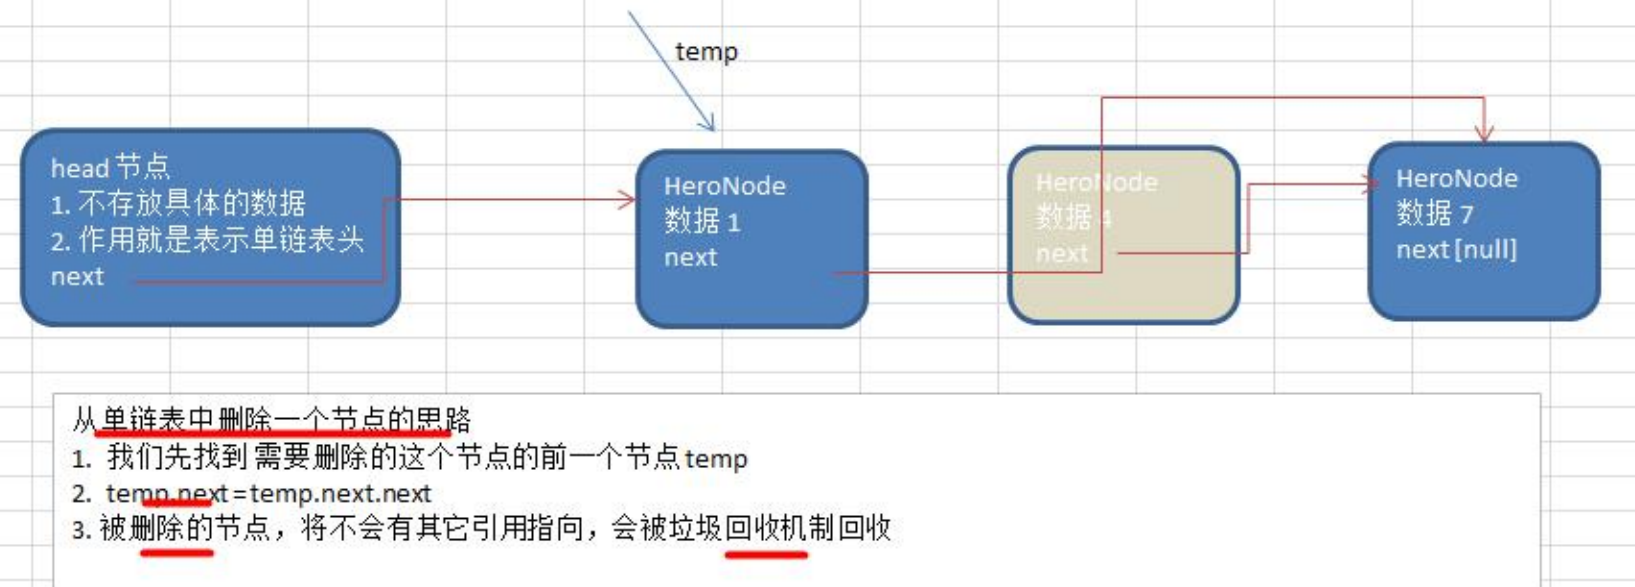 temp
head 节点
1. 不存放具体的数据
2. 作用就是表示单链表头
next
HeroNode
数据 1
next
HeroNode
数据 4
next
HeroNode
数据 7
next [null]
从单链表中删除一个节点的思路
1. 我们先找到 需要删除的这个节点的前一个节点 temp
2. temp.next = temp.next.next
3. 被删除的节点，将不会有其它引用指向，会被垃圾回收机制回收